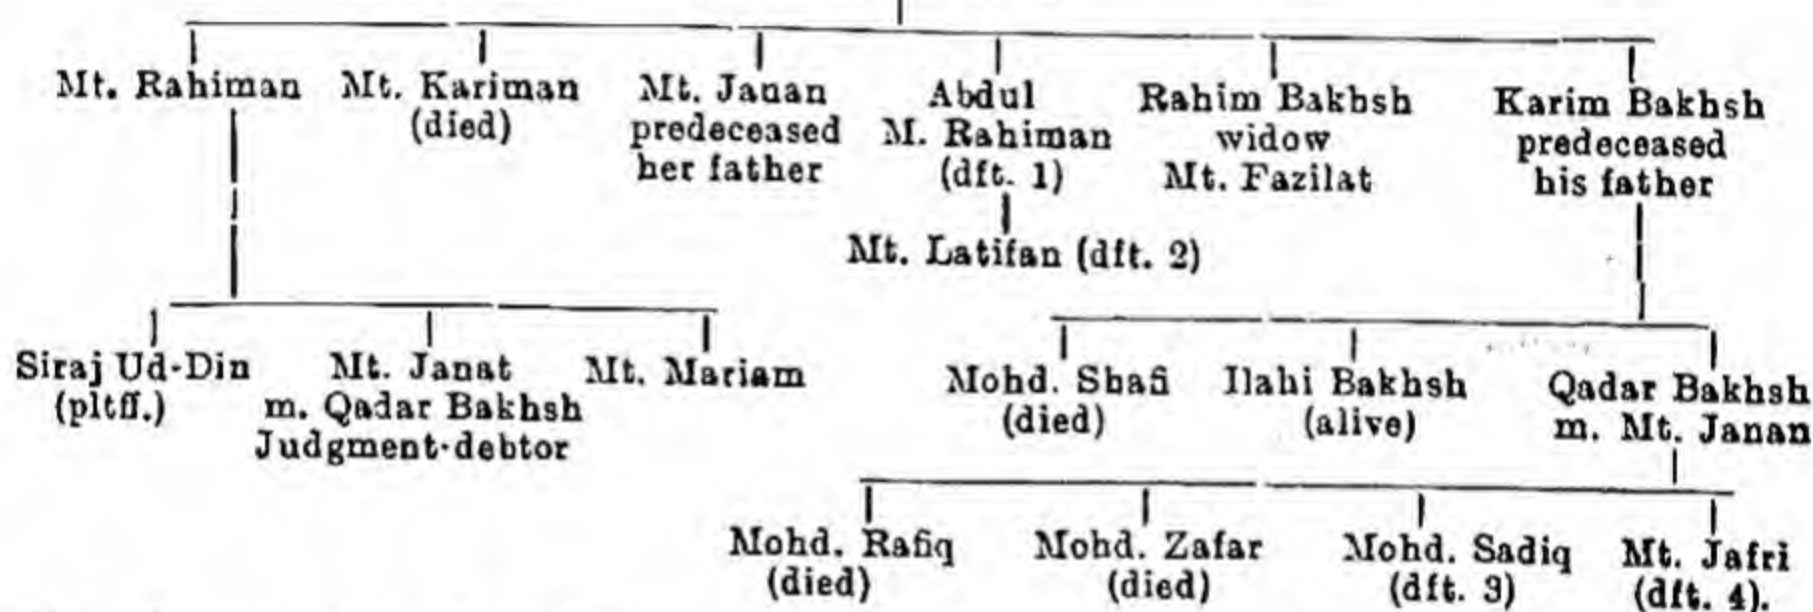 Mt. Rahiman Mt. Kariman Mt. Janan Abdul Rahim Bakhsh Karim Bakhsh
(died) predeceased M. Rahiman widow predeceased
her father (dft. 1) Mt. Fazilat his father
Mt. Latifan (dft. 2)
Siraj Ud-Din Mt. Janat Mt. Mariam Mohd. Shafi Ilahi Bakhsh Qadar Bakhsh
(pltff.) m. Qadar Bakhsh (died) (alive) m. Mt. Janan
Judgment-debtor
Mohd. Rafiq Mohd. Zafar Mohd. Sadiq Mt. Jafri
(died) (died) (dft. 3) (dft. 4).